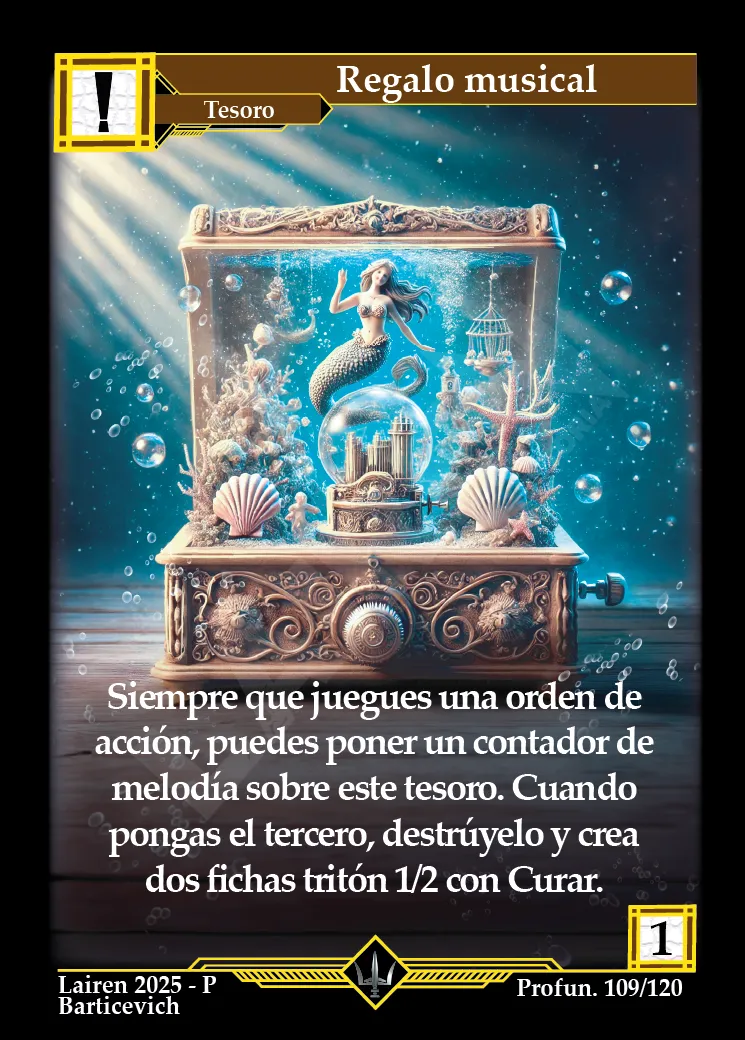 !
Regalo musical
Tesoro
Siempre que juegues una orden de
acción, puedes poner un contador de
melodía sobre este tesoro. Cuando
pongas el tercero, destrúyelo y crea
dos fichas tritón 1/2 con Curar.
1
Lairen 2025 - P
Barticevich
Profun. 109/120